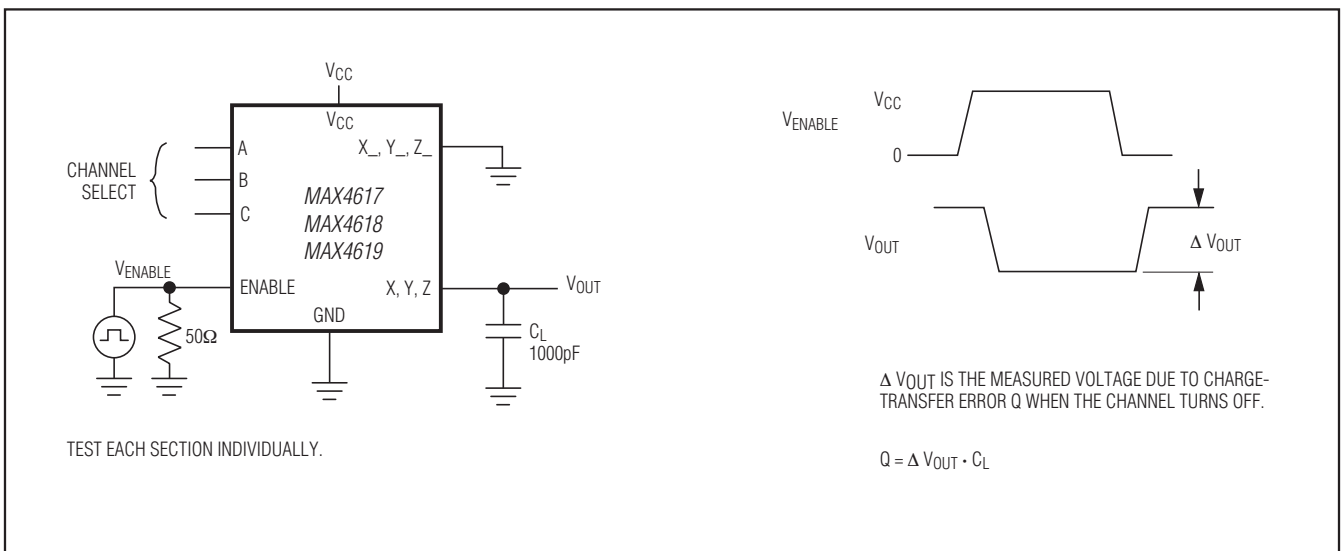 VCC
VCC
A
B
C
CHANNEL
SELECT
X_, Y_, Z_
MAX4617
MAX4618
MAX4619
VENABLE
ENABLE
X, Y, Z
VOUT
GND
50Ω
CL
1000pF
TEST EACH SECTION INDIVIDUALLY.
VCC
VENABLE
0
VOUT
Δ VOUT
Δ VOUT IS THE MEASURED VOLTAGE DUE TO CHARGE-
TRANSFER ERROR Q WHEN THE CHANNEL TURNS OFF.
Q = Δ VOUT · CL